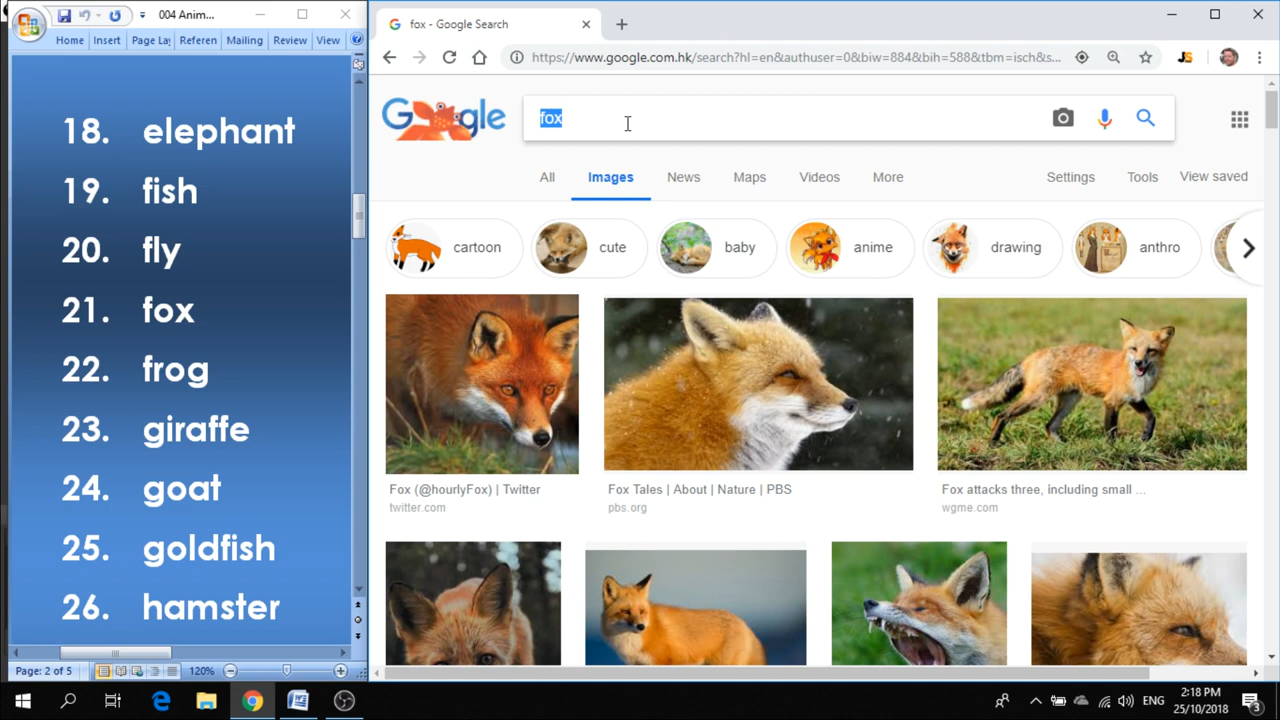 004 Anim...
Home Insert Page Lay Referen Mailing Review View
18. elephant
19. fish
20. fly
21. fox
22. frog
23. giraffe
24. goat
25. goldfish
26. hamster
Page: 2 of 5 120%
fox - Google Search
https://www.google.com.hk/search?hl=en&authuser=0&biw=884&bih=588&tbm=isch&s...
JS
Google
fox
All Images News Maps Videos More Settings Tools View saved
cartoon cute baby anime drawing anthro
Fox (@hourlyFox) | Twitter
twitter.com
Fox Tales | About | Nature | PBS
pbs.org
Fox attacks three, including small ...
wgme.com
ENG
2:18 PM
25/10/2018
3